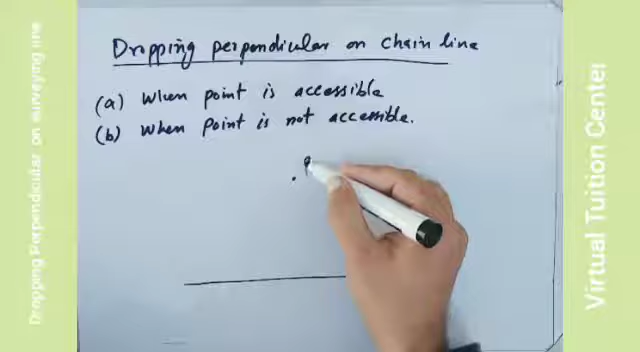 Dropping perpendicular on chain line
(a) When point is accessible
(b) When Point is not accessible.
P
Dropping Perpendicular on surveying line
Virtual Tuition Center